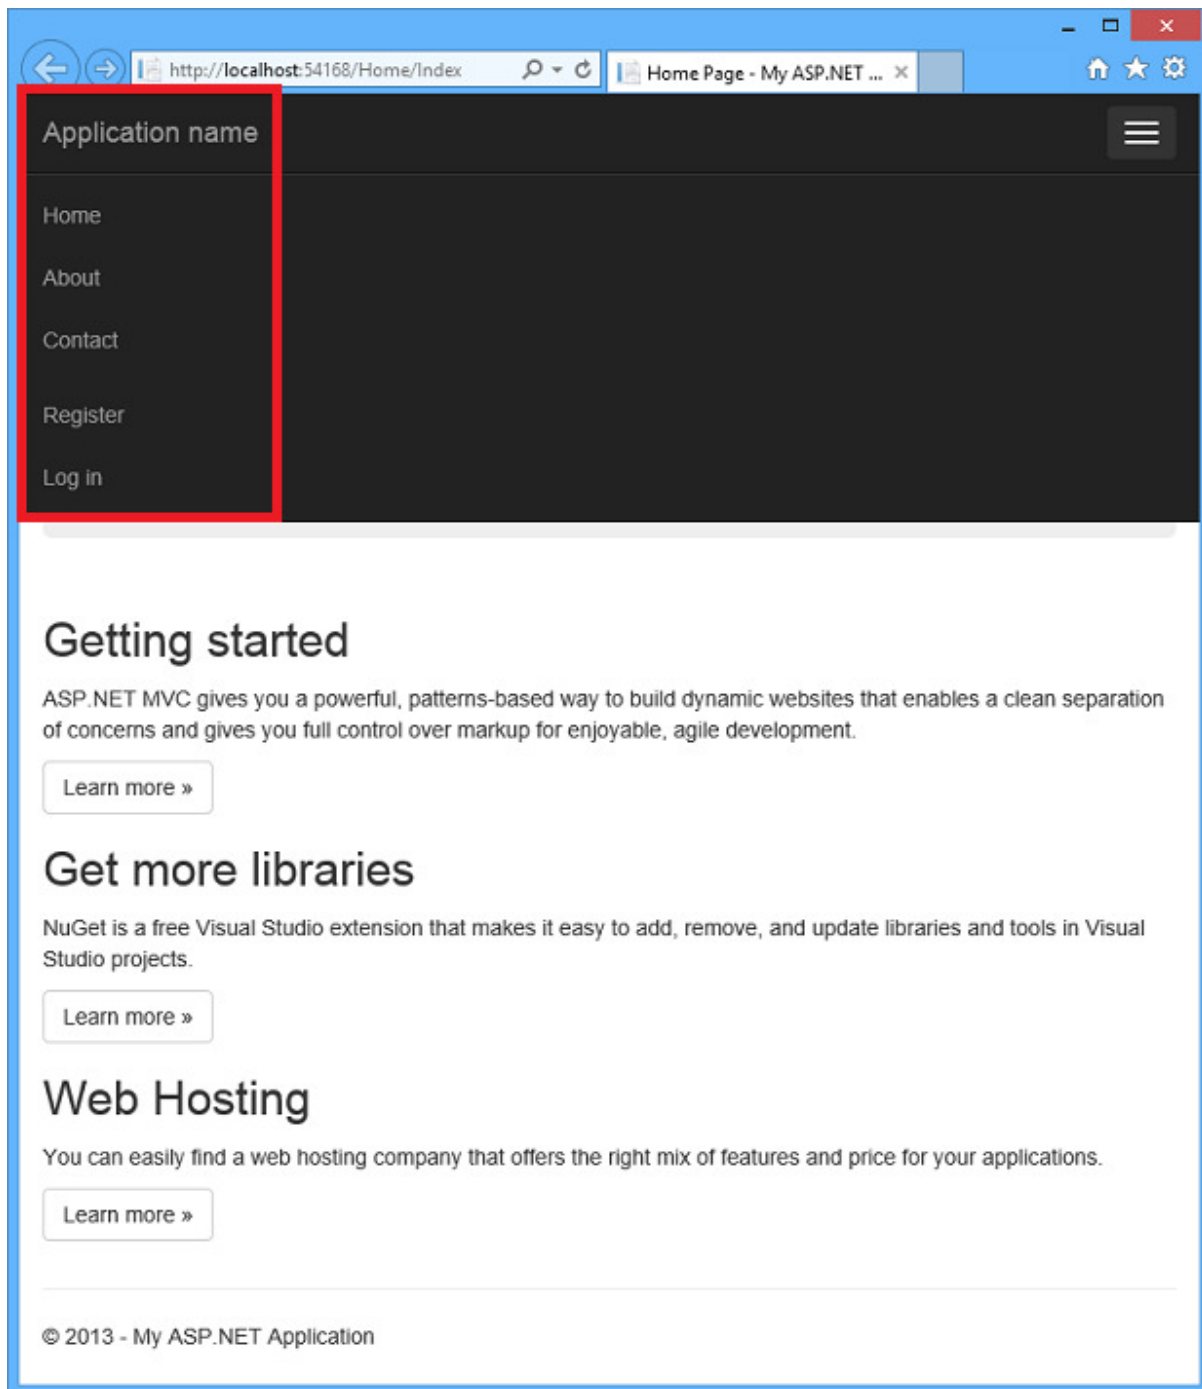 http://localhost:54168/Home/Index
Home Page - My ASP.NET ...
Application name
Home
About
Contact
Register
Log in
Getting started
ASP.NET MVC gives you a powerful, patterns-based way to build dynamic websites that enables a clean separation
of concerns and gives you full control over markup for enjoyable, agile development.
Learn more »
Get more libraries
NuGet is a free Visual Studio extension that makes it easy to add, remove, and update libraries and tools in Visual
Studio projects.
Learn more »
Web Hosting
You can easily find a web hosting company that offers the right mix of features and price for your applications.
Learn more »
© 2013 - My ASP.NET Application